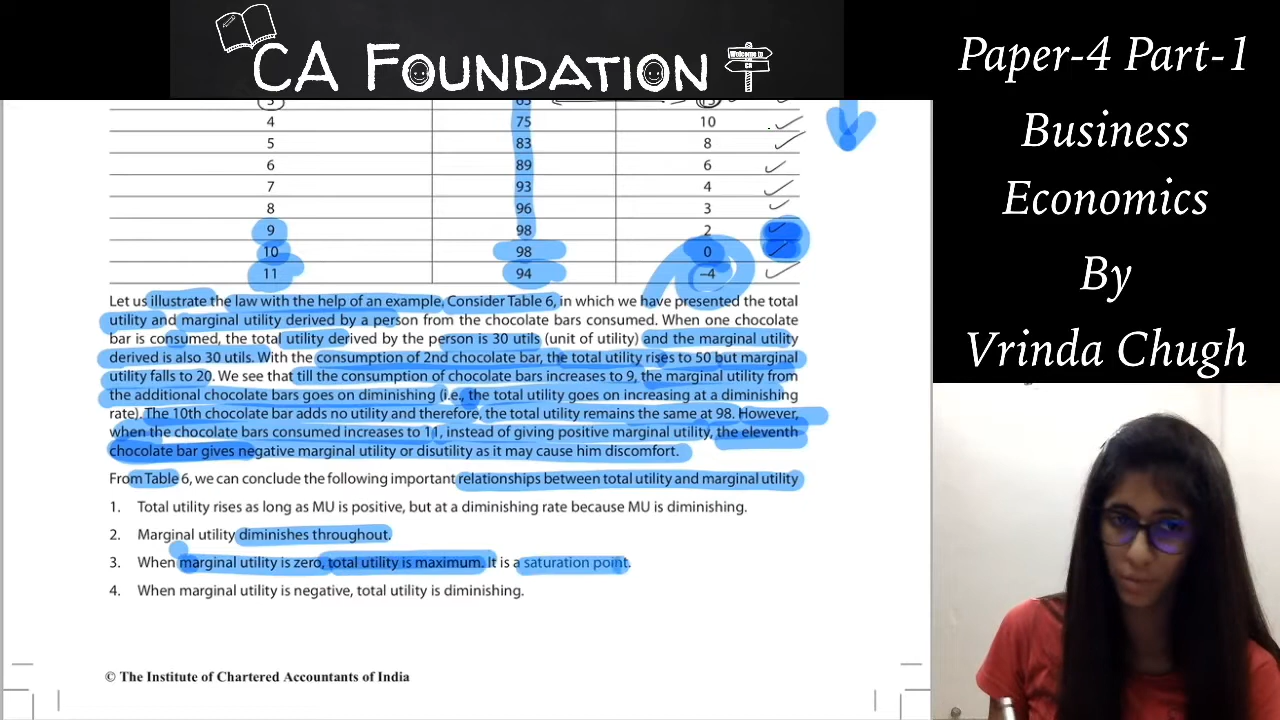 CA FOUNDATION
Welcome to
CA
Paper-4 Part-1
Business
Economics
By
Vrinda Chugh
4 75 10
5 83 8
6 89 6
7 93 4
8 96 3
9 98 2
10 98 0
11 94 –4
Let us illustrate the law with the help of an example. Consider Table 6, in which we have presented the total
utility and marginal utility derived by a person from the chocolate bars consumed. When one chocolate
bar is consumed, the total utility derived by the person is 30 utils (unit of utility) and the marginal utility
derived is also 30 utils. With the consumption of 2nd chocolate bar, the total utility rises to 50 but marginal
utility falls to 20. We see that till the consumption of chocolate bars increases to 9, the marginal utility from
the additional chocolate bars goes on diminishing (i.e., the total utility goes on increasing at a diminishing
rate). The 10th chocolate bar adds no utility and therefore, the total utility remains the same at 98. However,
when the chocolate bars consumed increases to 11, instead of giving positive marginal utility, the eleventh
chocolate bar gives negative marginal utility or disutility as it may cause him discomfort.
From Table 6, we can conclude the following important relationships between total utility and marginal utility
1. Total utility rises as long as MU is positive, but at a diminishing rate because MU is diminishing.
2. Marginal utility diminishes throughout.
3. When marginal utility is zero, total utility is maximum. It is a saturation point.
4. When marginal utility is negative, total utility is diminishing.
© The Institute of Chartered Accountants of India